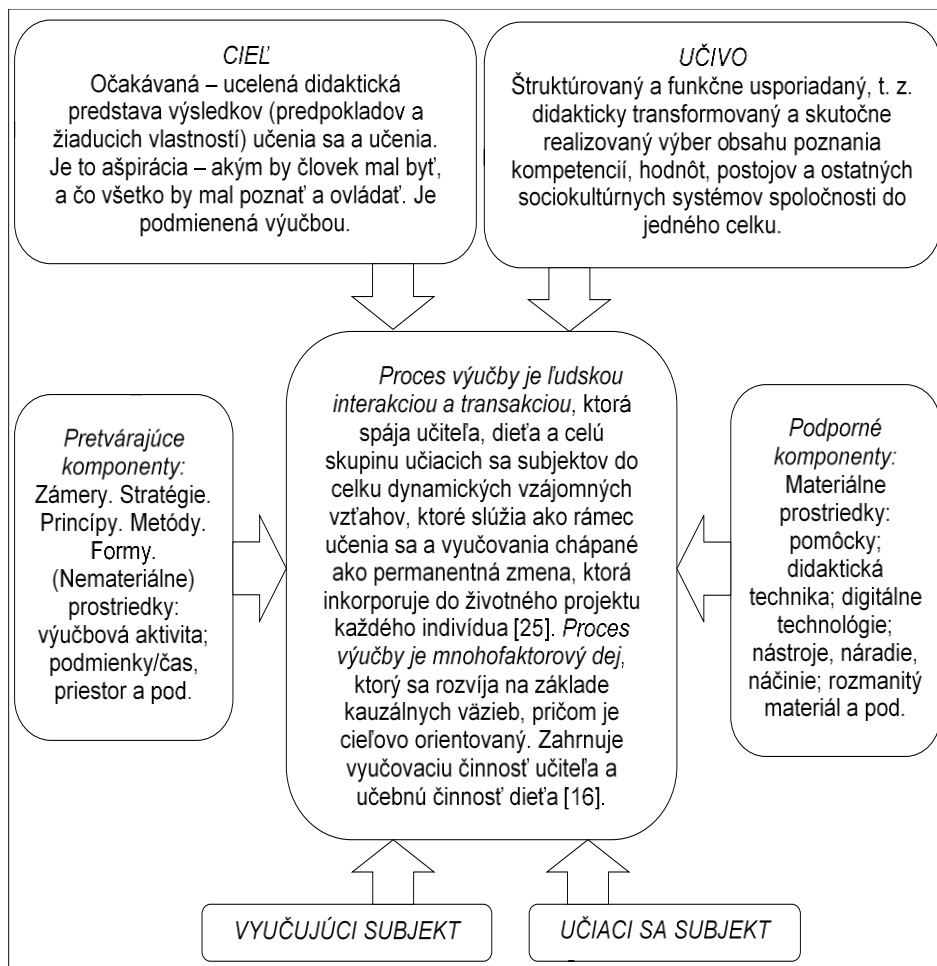 CIEĽ
Očakávaná – ucelená didaktická
predstava výsledkov (predpokladov a
žiaducich vlastností) učenia sa a učenia.
Je to ašpirácia – akým by človek mal byť,
a čo všetko by mal poznať a ovládať. Je
podmienená výučbou.
UČIVO
Štruktúrovaný a funkčne usporiadaný, t. z.
didakticky transformovaný a skutočne
realizovaný výber obsahu poznania
kompetencií, hodnôt, postojov a ostatných
sociokultúrnych systémov spoločnosti do
jedného celku.
Pretvárajúce
komponenty:
Zámery. Stratégie.
Princípy. Metódy.
Formy.
(Nemateriálne)
prostriedky:
výučbová aktivita;
podmienky/čas,
priestor a pod.
Proces výučby je ľudskou
interakciou a transakciou, ktorá
spája učiteľa, dieťa a celú
skupinu učiacich sa subjektov do
celku dynamických vzájomných
vzťahov, ktoré slúžia ako rámec
učenia sa a vyučovania chápané
ako permanentná zmena, ktorá
inkorporuje do životného projektu
každého indivídua [25]. Proces
výučby je mnohofaktorový dej,
ktorý sa rozvíja na základe
kauzálnych väzieb, pričom je
cieľovo orientovaný. Zahrnuje
vyučovaciu činnosť učiteľa a
učebnú činnosť dieťa [16].
Podporné
komponenty:
Materiálne
prostriedky:
pomôcky;
didaktická
technika; digitálne
technológie;
nástroje, náradie,
náčinie; rozmanitý
materiál a pod.
VYUČUJÚCI SUBJEKT
UČIACI SA SUBJEKT